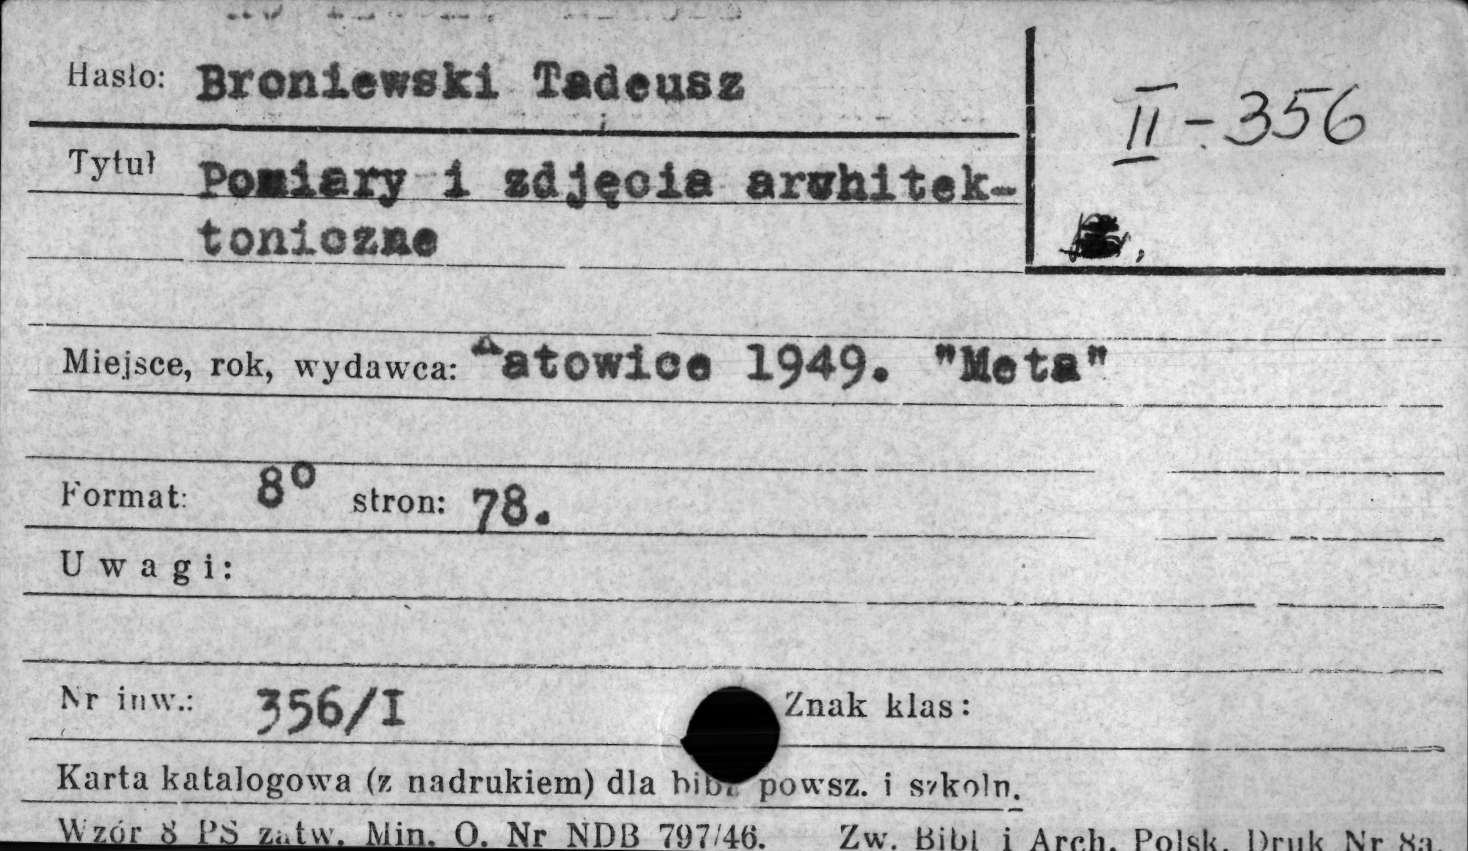 Hasło: Broniewski Tadeusz
II - 356
Tytuł Pomiary i zdjęcia architek-
toniczne
Miejsce, rok, wydawca: Katowice 1949. "Meta"
Format: 8° stron: 78.
Uwagi:
Nr inw.: 356/I Znak klas:
Karta katalogowa (z nadrukiem) dla bibl powsz. i szkoln.
Wzór 8 PS zatw. Min. O. Nr NDB 797/46. Zw. Bibl i Arch. Polsk. Druk Nr 8a.